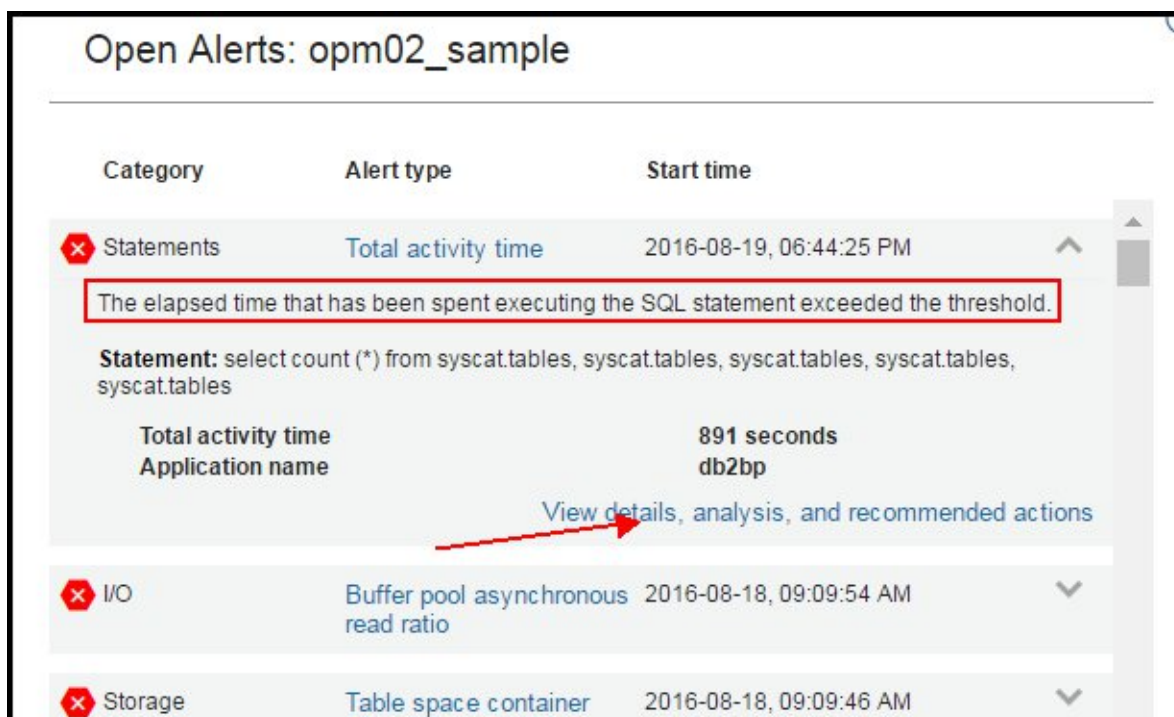 Open Alerts: opm02_sample
Category Alert type Start time
Statements Total activity time 2016-08-19, 06:44:25 PM
The elapsed time that has been spent executing the SQL statement exceeded the threshold.
Statement: select count (*) from syscat.tables, syscat.tables, syscat.tables, syscat.tables,
syscat.tables
Total activity time 891 seconds
Application name db2bp
View details, analysis, and recommended actions
I/O Buffer pool asynchronous 2016-08-18, 09:09:54 AM
read ratio
Storage Table space container 2016-08-18, 09:09:46 AM